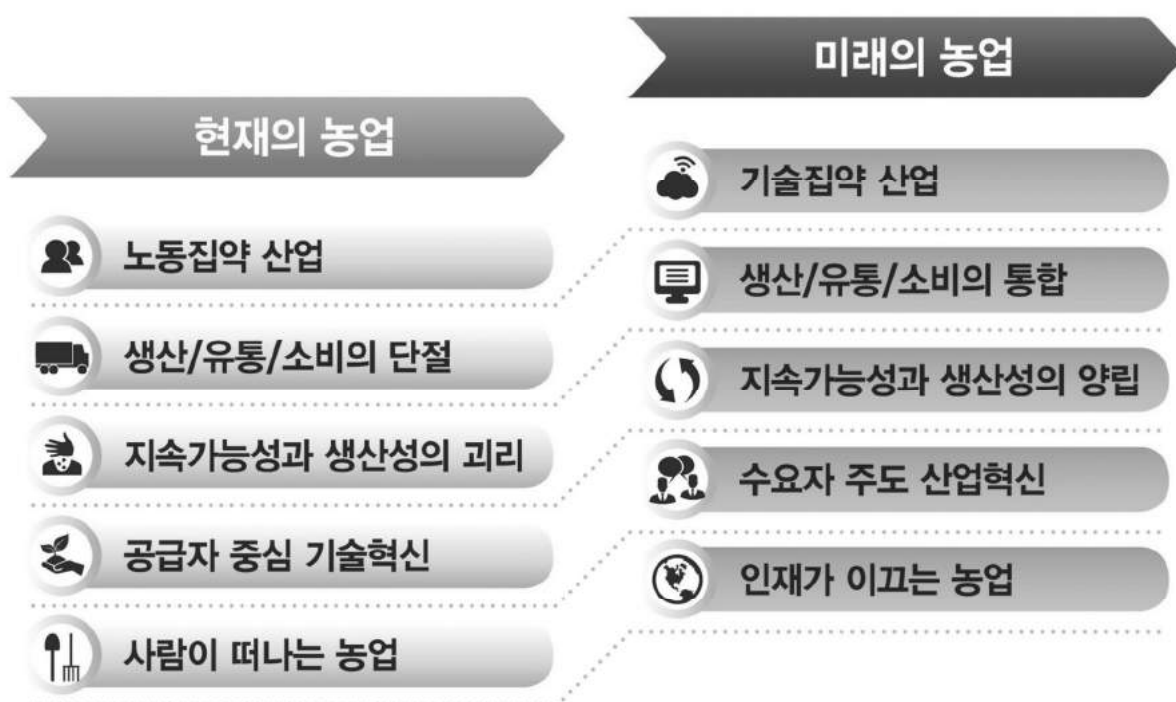 현재의 농업
노동집약 산업
생산/유통/소비의 단절
지속가능성과 생산성의 괴리
공급자 중심 기술혁신
사람이 떠나는 농업
미래의 농업
기술집약 산업
생산/유통/소비의 통합
지속가능성과 생산성의 양립
수요자 주도 산업혁신
인재가 이끄는 농업